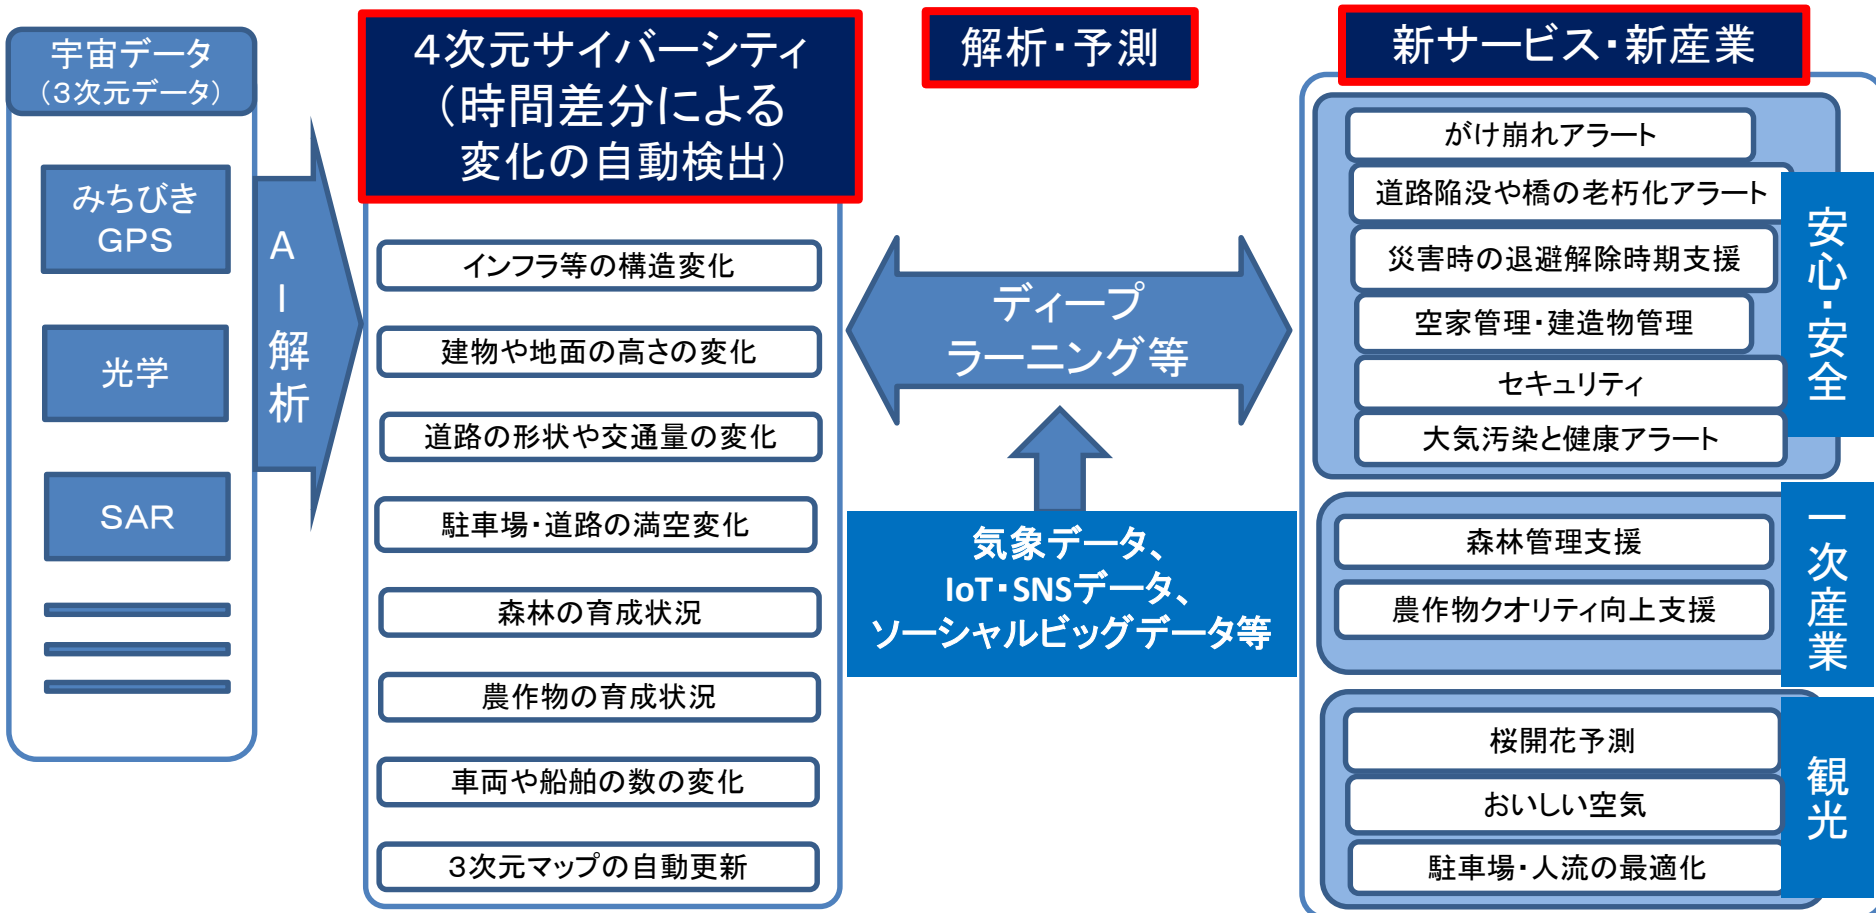 宇宙データ
（３次元データ）
みちびき
GPS
光学
SAR
ＡＩ解析
４次元サイバーシティ
（時間差分による
変化の自動検出）
インフラ等の構造変化
建物や地面の高さの変化
道路の形状や交通量の変化
駐車場・道路の満空変化
森林の育成状況
農作物の育成状況
車両や船舶の数の変化
３次元マップの自動更新
解析・予測
ディープ
ラーニング等
気象データ、
IoT・SNSデータ、
ソーシャルビッグデータ等
新サービス・新産業
がけ崩れアラート
道路陥没や橋の老朽化アラート
災害時の退避解除時期支援
空家管理・建造物管理
セキュリティ
大気汚染と健康アラート
安心・安全
森林管理支援
農作物クオリティ向上支援
一次産業
桜開花予測
おいしい空気
駐車場・人流の最適化
観光